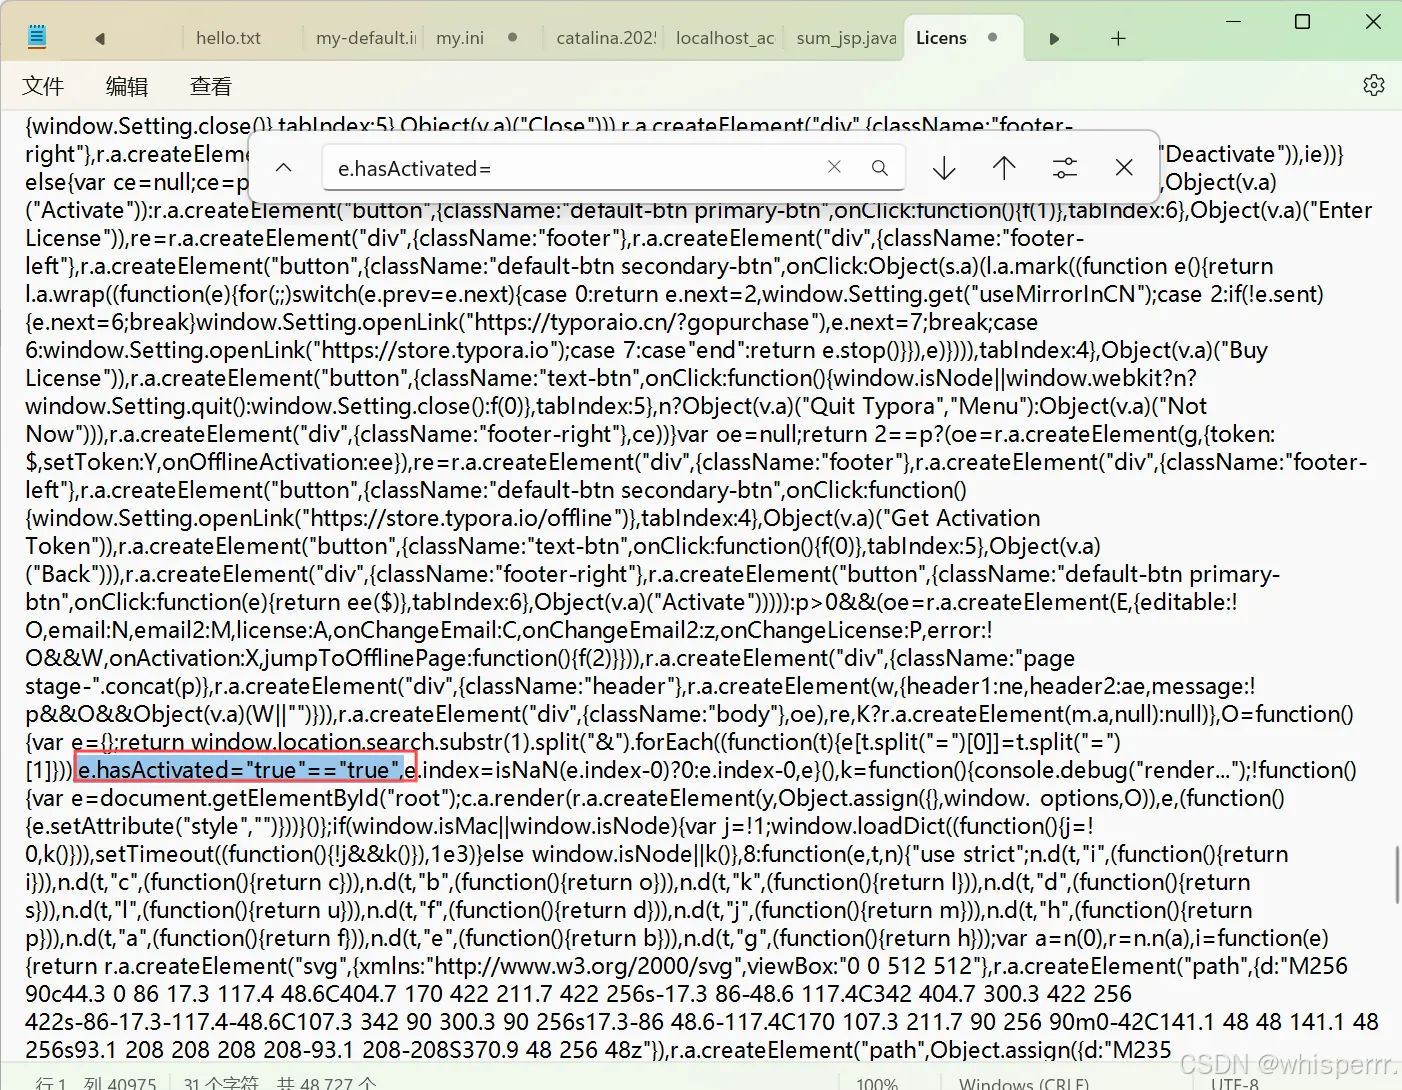 hello.txt
my-default.i
my.ini
catalina.202
localhost_ac
sum_jsp.java
Licens
文件
编辑
查看
{window.Setting.close()},tabIndex:5},Object(v.a)("Close"))),r.a.createElement("div",{className:"footer-
right"},r.a.createEleme
"Deactivate")),ie))}
else{var ce=null;ce=p
,Object(v.a)
e.hasActivated=
("Activate")):r.a.createElement("button",{className:"default-btn primary-btn",onClick:function(){f(1)},tabIndex:6},Object(v.a)("Enter
License")),re=r.a.createElement("div",{className:"footer"},r.a.createElement("div",{className:"footer-
left"},r.a.createElement("button",{className:"default-btn secondary-btn",onClick:Object(s.a)(l.a.mark((function e(){return
l.a.wrap((function(e){for(;;)switch(e.prev=e.next){case 0:return e.next=2,window.Setting.get("useMirrorInCN");case 2:if(!e.sent)
{e.next=6;break}window.Setting.openLink("https://typoraio.cn/?gopurchase"),e.next=7;break;case
6:window.Setting.openLink("https://store.typora.io");case 7:case"end":return e.stop()}}),e)}))),tabIndex:4},Object(v.a)("Buy
License")),r.a.createElement("button",{className:"text-btn",onClick:function(){window.isNode||window.webkit?n?
window.Setting.quit():window.Setting.close():f(0)},tabIndex:5},n?Object(v.a)("Quit Typora","Menu"):Object(v.a)("Not
Now"))),r.a.createElement("div",{className:"footer-right"},ce))}var oe=null;return 2==p?(oe=r.a.createElement(g,{token:
$,setToken:Y,onOfflineActivation:ee}),re=r.a.createElement("div",{className:"footer"},r.a.createElement("div",{className:"footer-
left"},r.a.createElement("button",{className:"default-btn secondary-btn",onClick:function()
{window.Setting.openLink("https://store.typora.io/offline")},tabIndex:4},Object(v.a)("Get Activation
Token")),r.a.createElement("button",{className:"text-btn",onClick:function(){f(0)},tabIndex:5},Object(v.a)
("Back"))),r.a.createElement("div",{className:"footer-right"},r.a.createElement("button",{className:"default-btn primary-
btn",onClick:function(e){return ee($)},tabIndex:6},Object(v.a)("Activate"))))):p>0&&(oe=r.a.createElement(E,{editable:!
O,email:N,email2:M,license:A,onChangeEmail:C,onChangeEmail2:z,onChangeLicense:P,error:!
O&&W,onActivation:X,jumpToOfflinePage:function(){f(2)}})),r.a.createElement("div",{className:"page
stage-".concat(p)},r.a.createElement("div",{className:"header"},r.a.createElement(w,{header1:ne,header2:ae,message:!
p&&O&&Object(v.a)(W||"")})),r.a.createElement("div",{className:"body"},oe),re,K?r.a.createElement(m.a,null):null)},O=function()
{var e={};return window.location.search.substr(1).split("&").forEach((function(t){e[t.split("=")[0]]=t.split("=")
[1]})),e.hasActivated="true"=="true",e.index=isNaN(e.index-0)?0:e.index-0,e}(),k=function(){console.debug("render...");!function()
{var e=document.getElementById("root");c.a.render(r.a.createElement(y,Object.assign({},window. options,O)),e,(function()
{e.setAttribute("style","")}))}()};if(window.isMac||window.isNode){var j=!1;window.loadDict((function(){j=!
0,k()})),setTimeout((function(){!j&&k()}),1e3)}else window.isNode||k()},8:function(e,t,n){"use strict";n.d(t,"i",(function(){return
i})),n.d(t,"c",(function(){return c})),n.d(t,"b",(function(){return o})),n.d(t,"k",(function(){return l})),n.d(t,"d",(function(){return
s})),n.d(t,"l",(function(){return u})),n.d(t,"f",(function(){return d})),n.d(t,"j",(function(){return m})),n.d(t,"h",(function(){return
p})),n.d(t,"a",(function(){return f})),n.d(t,"e",(function(){return b})),n.d(t,"g",(function(){return h}));var a=n(0),r=n.n(a),i=function(e)
{return r.a.createElement("svg",{xmlns:"http://www.w3.org/2000/svg",viewBox:"0 0 512 512"},r.a.createElement("path",{d:"M256
90c44.3 0 86 17.3 117.4 48.6C404.7 170 422 211.7 422 256s-17.3 86-48.6 117.4C342 404.7 300.3 422 256
422s-86-17.3-117.4-48.6C107.3 342 90 300.3 90 256s17.3-86 48.6-117.4C170 107.3 211.7 90 256 90m0-42C141.1 48 48 141.1 48
256s93.1 208 208 208 208-93.1 208-208S370.9 48 256 48z"}),r.a.createElement("path",Object.assign({d:"M235
行 1, 列 40975
31 个字符，共 48,727 个
100%
Windows (CRLF)
UTF-8
CSDN @whisperrr.